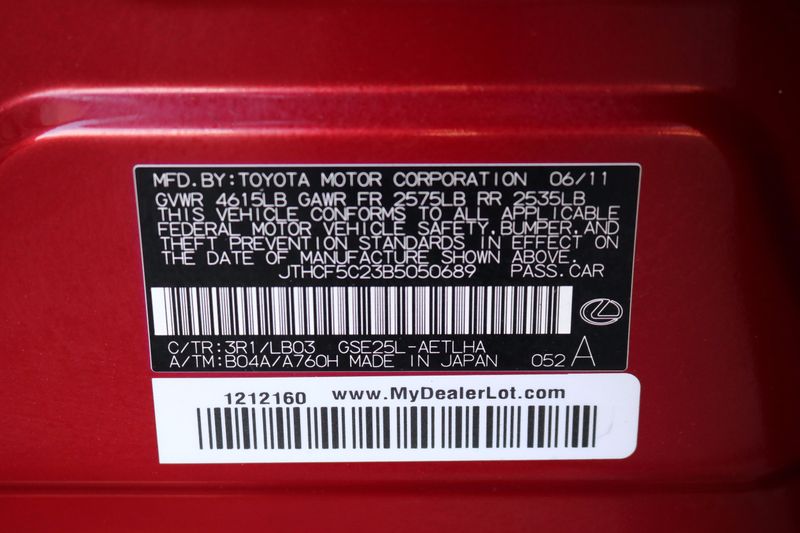 MFD.BY:TOYOTA MOTOR CORPORATION 06/11
GVWR 4615LB GAWR FR 2575LB RR 2535LB
THIS VEHICLE CONFORMS TO ALL APPLICABLE
FEDERAL MOTOR VEHICLE SAFETY,BUMPER,AND
THEFT PREVENTION STANDARDS IN EFFECT ON
THE DATE OF MANUFACTURE SHOWN ABOVE.
JTHCF5C23B5050689 PASS.CAR
C/TR:3R1/LB03 GSE25L-AETLHA
A/TM:B04A/A760H MADE IN JAPAN 052 A
1212160 www.MyDealerLot.com